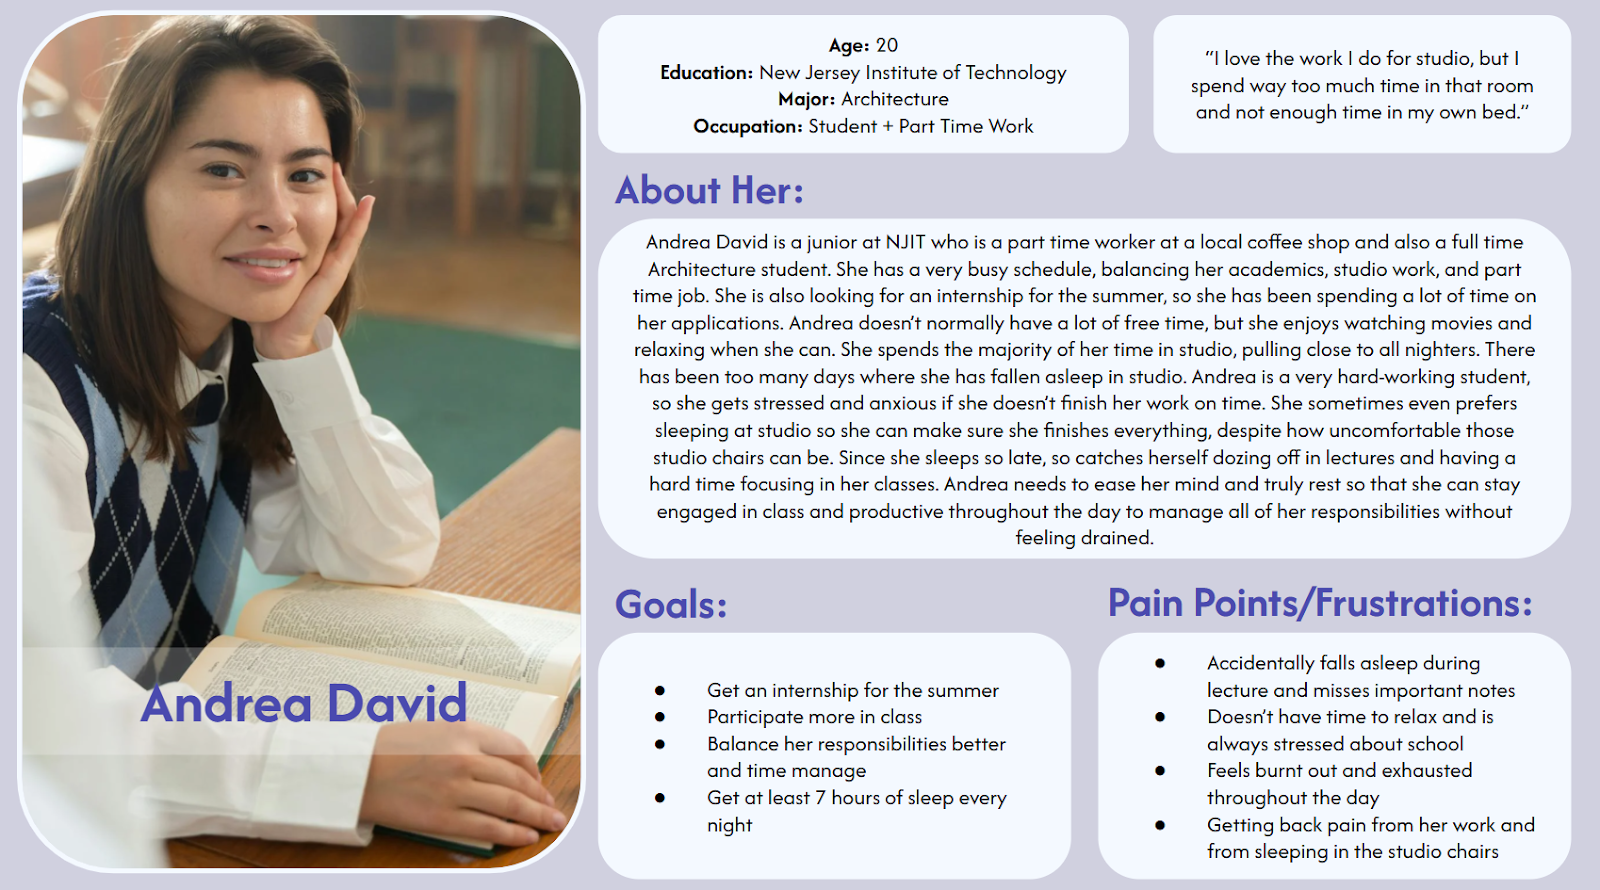 Age: 20
Education: New Jersey Institute of Technology
Major: Architecture
Occupation: Student + Part Time Work
“I love the work I do for studio, but I
spend way too much time in that room
and not enough time in my own bed.”
About Her:
Andrea David is a junior at NJIT who is a part time worker at a local coffee shop and also a full time
Architecture student. She has a very busy schedule, balancing her academics, studio work, and part
time job. She is also looking for an internship for the summer, so she has been spending a lot of time on
her applications. Andrea doesn’t normally have a lot of free time, but she enjoys watching movies and
relaxing when she can. She spends the majority of her time in studio, pulling close to all nighters. There
has been too many days where she has fallen asleep in studio. Andrea is a very hard-working student,
so she gets stressed and anxious if she doesn’t finish her work on time. She sometimes even prefers
sleeping at studio so she can make sure she finishes everything, despite how uncomfortable those
studio chairs can be. Since she sleeps so late, so catches herself dozing off in lectures and having a
hard time focusing in her classes. Andrea needs to ease her mind and truly rest so that she can stay
engaged in class and productive throughout the day to manage all of her responsibilities without
feeling drained.
Andrea David
Goals:
● Get an internship for the summer
● Participate more in class
● Balance her responsibilities better
and time manage
● Get at least 7 hours of sleep every
night
Pain Points/Frustrations:
● Accidentally falls asleep during
lecture and misses important notes
● Doesn’t have time to relax and is
always stressed about school
● Feels burnt out and exhausted
throughout the day
● Getting back pain from her work and
from sleeping in the studio chairs